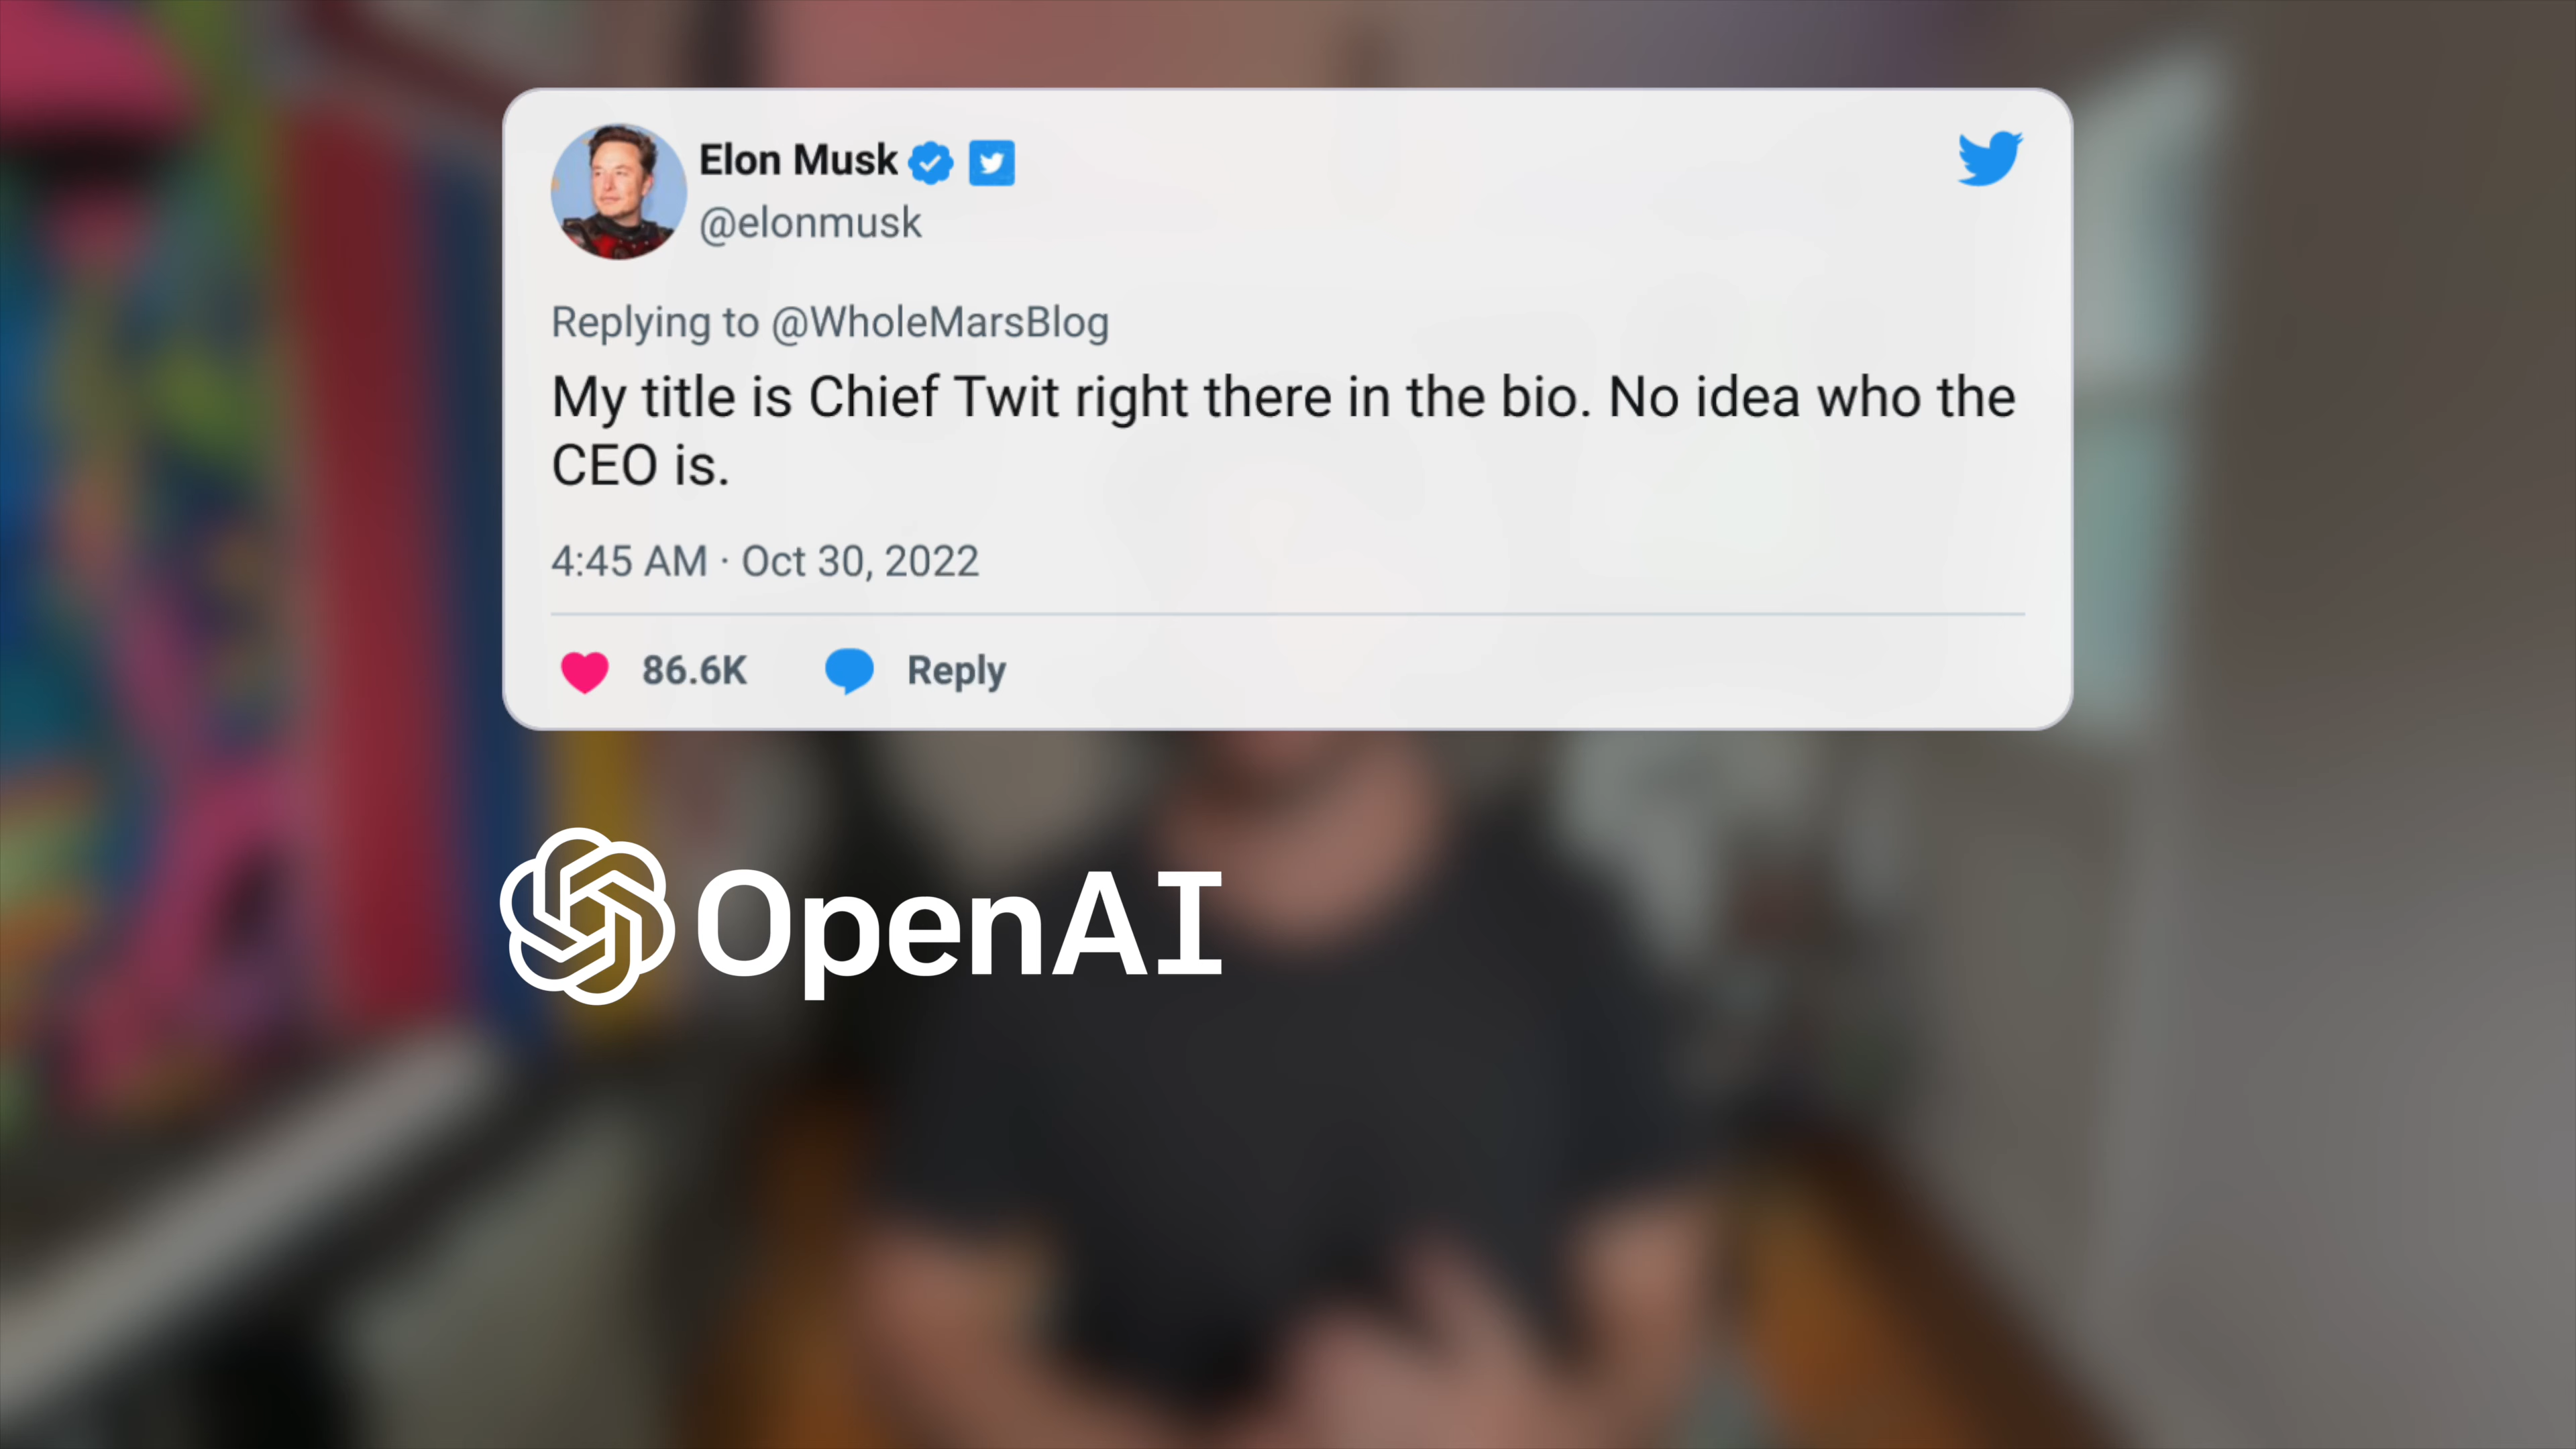 Elon Musk
@elonmusk
Replying to @WholeMarsBlog
My title is Chief Twit right there in the bio. No idea who the
CEO is.
4:45 AM · Oct 30, 2022
86.6K Reply
OpenAI